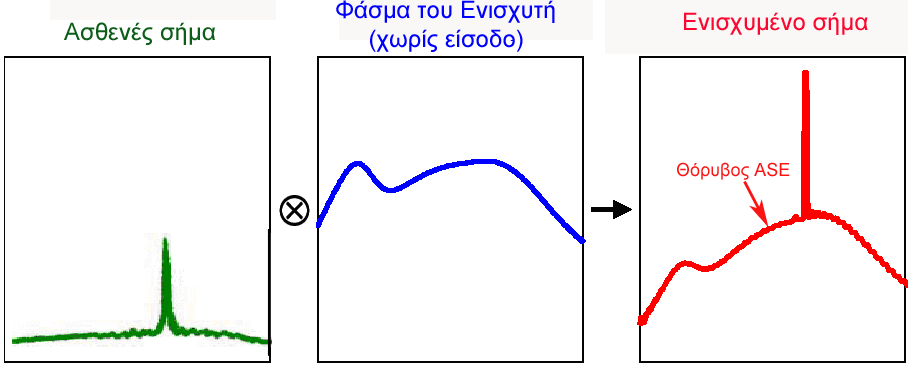 Ασθενές σήμα
Φάσμα του Ενισχυτή
(χωρίς είσοδο)
Ενισχυμένο σήμα
Θόρυβος ASE